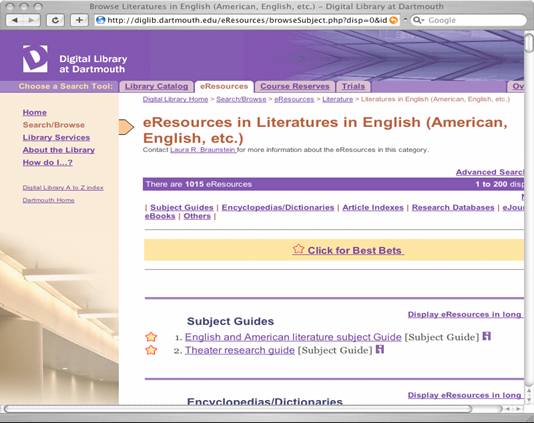 Browse Literatures in English (American, English, etc.) – Digital Library at Dartmouth
http://diglib.dartmouth.edu/eResources/browseSubject.php?disp=0&id
Google
Digital Library
at Dartmouth
Choose a Search Tool: Library Catalog eResources Course Reserves Trials Ov
Home
Search/Browse
Library Services
About the Library
How do I...?
Digital Library A to Z index
Dartmouth Home
Digital Library Home > Search/Browse > eResources > Literature > Literatures in English (American, English, etc.)
eResources in Literatures in English (American,
English, etc.)
Contact Laura R. Braunstein for more information about the eResources in this category.
Advanced Search
There are 1015 eResources 1 to 200 disp
| Subject Guides | Encyclopedias/Dictionaries | Article Indexes | Research Databases | eJou
eBooks | Others |
Click for Best Bets
Display eResources in long
Subject Guides
1. English and American literature subject Guide [Subject Guide]
2. Theater research guide [Subject Guide]
Display eResources in long
Encyclopedias/Dictionaries